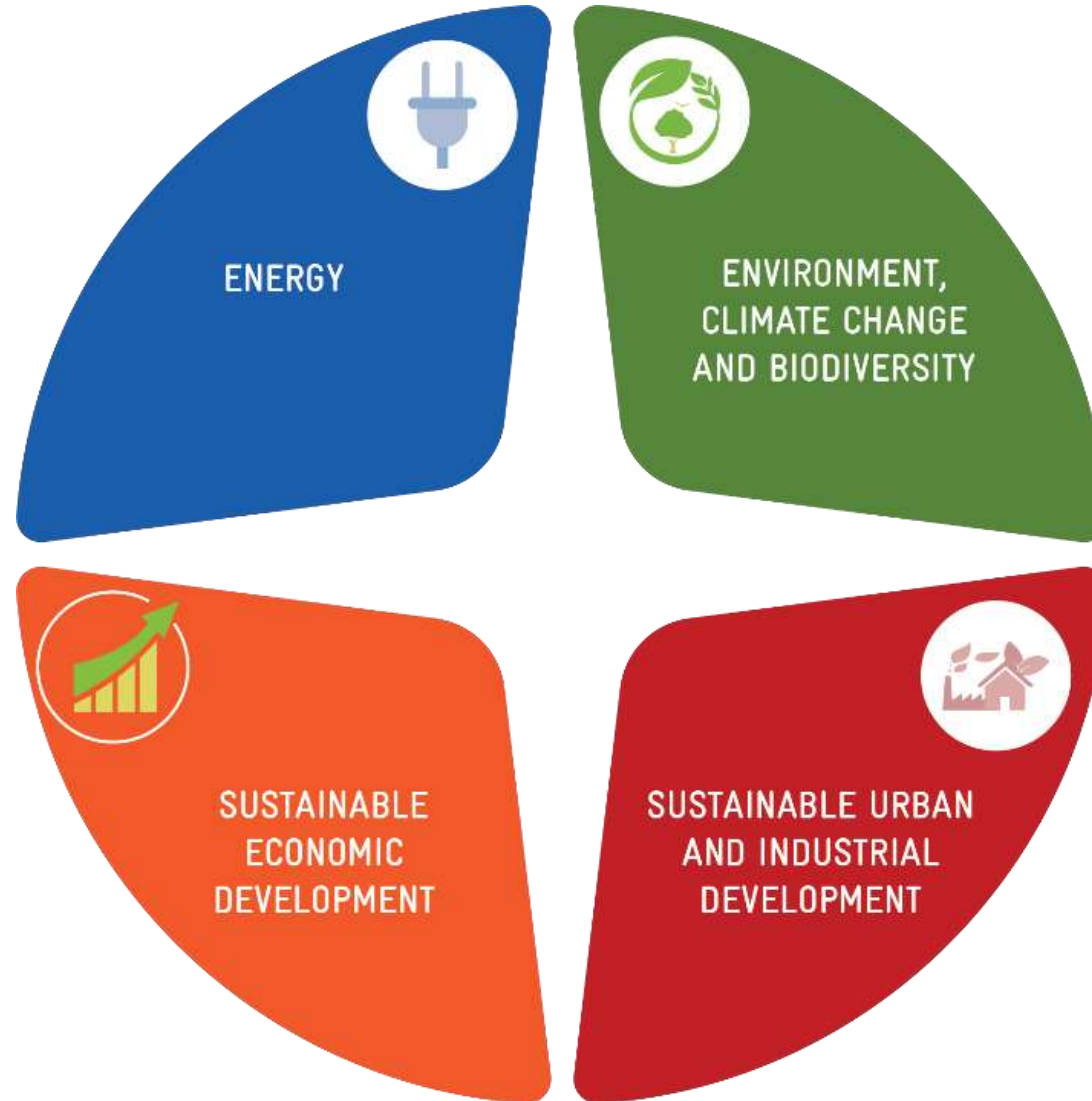 ENERGY
ENVIRONMENT,
CLIMATE CHANGE
AND BIODIVERSITY
SUSTAINABLE
ECONOMIC
DEVELOPMENT
SUSTAINABLE URBAN
AND INDUSTRIAL
DEVELOPMENT